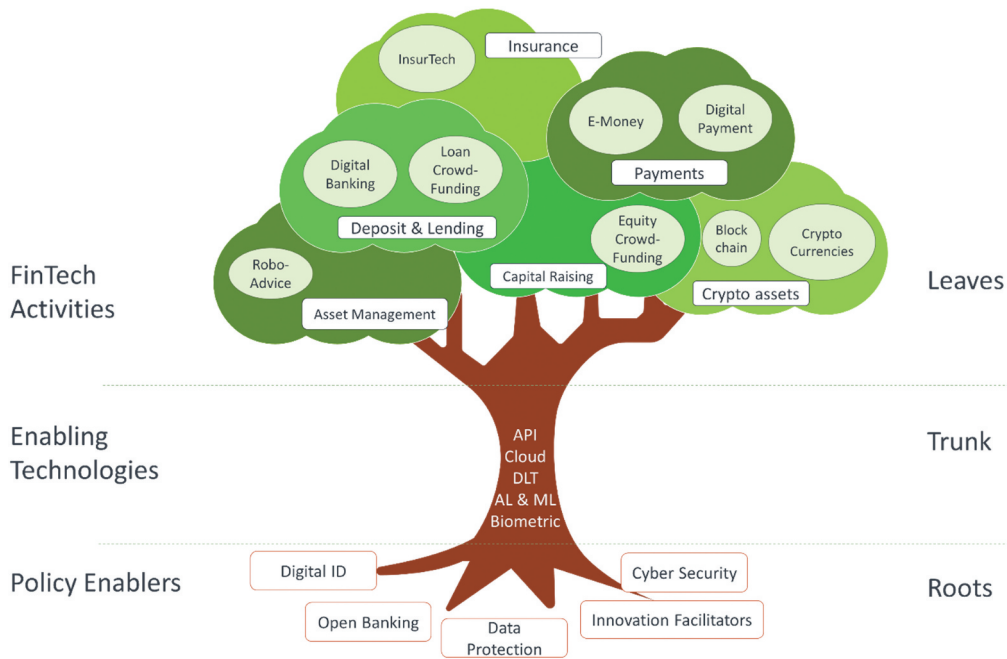 Insurance
InsurTech
E-Money
Digital
Payment
Payments
Digital
Banking
Loan
Crowd-
Funding
Deposit & Lending
Equity
Crowd-
Funding
Block
chain
Crypto
Currencies
Robo-
Advice
Capital Raising
Crypto assets
Asset Management
FinTech
Activities
Leaves
Enabling
Technologies
API
Cloud
DLT
AL & ML
Biometric
Trunk
Policy Enablers
Digital ID
Cyber Security
Open Banking
Data
Protection
Innovation Facilitators
Roots